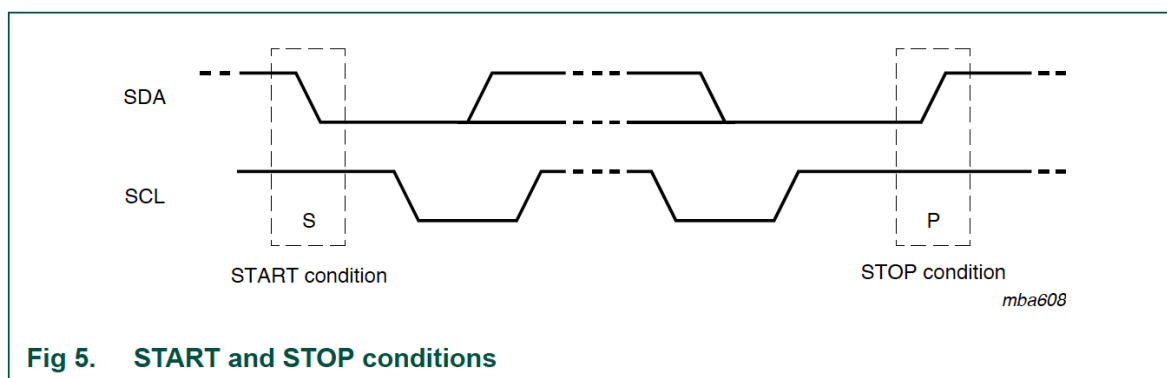 SDA
SCL
S
P
START condition
STOP condition
mba608
Fig 5. START and STOP conditions